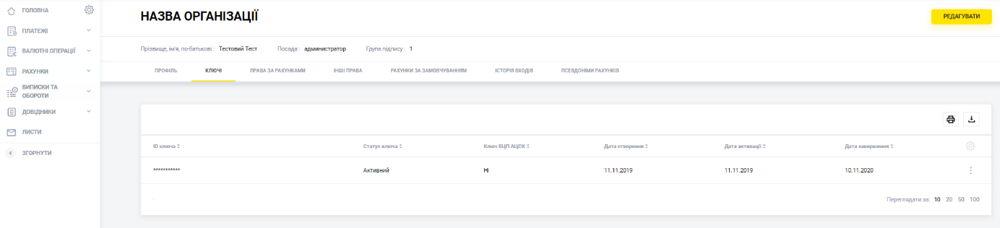 ГОЛОВНА
ПЛАТЕЖІ
ВАЛЮТНІ ОПЕРАЦІЇ
РАХУНКИ
ВИПИСКИ ТА
ОБОРОТИ
ДОВІДНИКИ
ЛИСТИ
ЗГОРНУТИ
НАЗВА ОРГАНІЗАЦІЇ
РЕДАГУВАТИ
Прізвище, ім'я, по-батькові : Тестовий Тест Посада : администратор Група підпису : 1
ПРОФІЛЬ КЛЮЧІ ПРАВА ЗА РАХУНКАМИ ІНШІ ПРАВА РАХУНКИ ЗА ЗАМОВЧУВАННЯМ ІСТОРІЯ ВХОДІВ ПСЕВДОНІМИ РАХУНКІВ
ID ключа Статус ключа Ключ ЕЦП АЦСК Дата створення Дата активації Дата завершення
*********** Активний Ні 11.11.2019 11.11.2019 10.11.2020
Переглядати за: 10 20 50 100